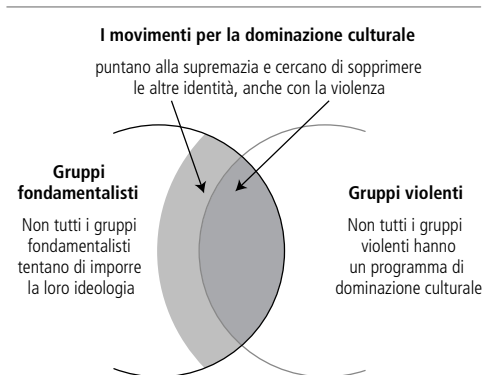 I movimenti per la dominazione culturale
puntano alla supremazia e cercano di sopprimere
le altre identità, anche con la violenza
Gruppi
fondamentalisti
Non tutti i gruppi
fondamentalisti
tentano di imporre
la loro ideologia
Gruppi violenti
Non tutti i gruppi
violenti hanno
un programma di
dominazione culturale